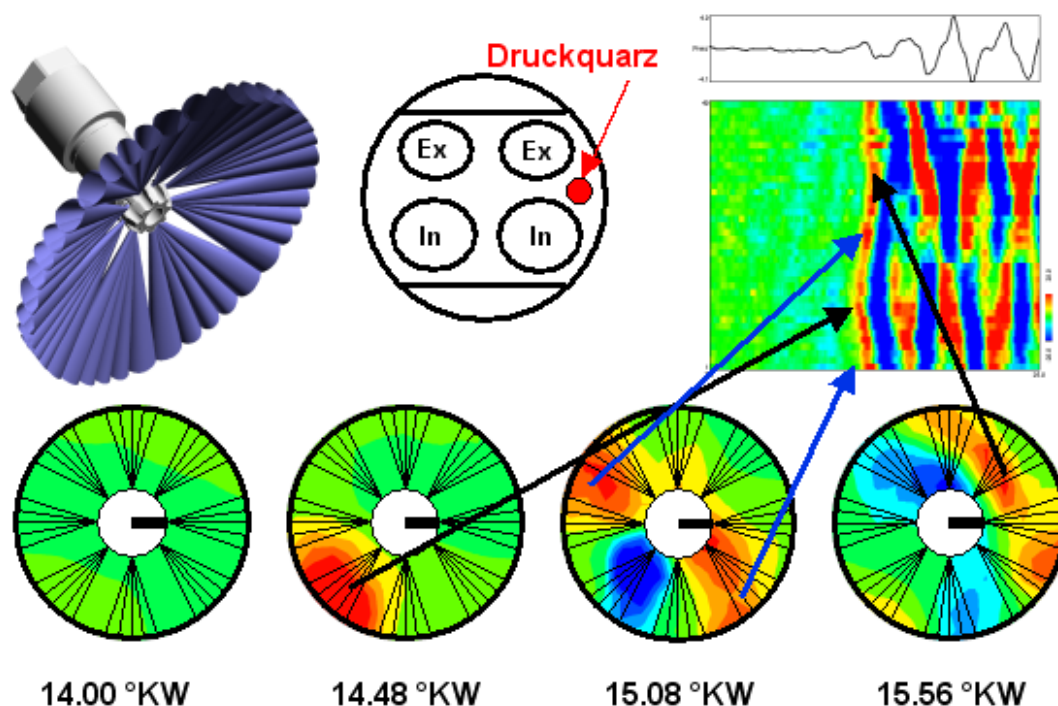 Druckquarz
Ex
Ex
In
In
14.00 °KW
14.48 °KW
15.08 °KW
15.56 °KW